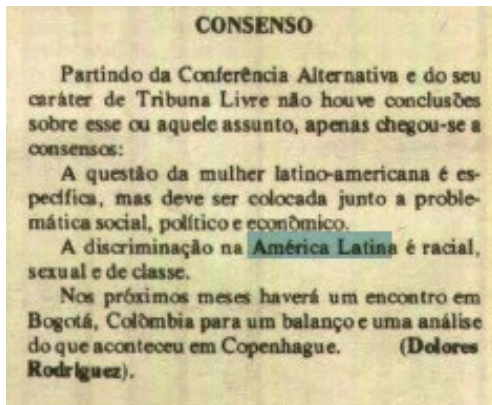 CONSENSO
Partindo da Conferência Alternativa e do seu
caráter de Tribuna Livre não houve conclusões
sobre esse ou aquele assunto, apenas chegou-se a
consensos:
A questão da mulher latino-americana é es-
pecífica, mas deve ser colocada junto a proble-
mática social, político e econômico.
A discriminação na América Latina é racial,
sexual e de classe.
Nos próximos meses haverá um encontro em
Bogotá, Colômbia para um balanço e uma análise
do que aconteceu em Copenhague. (Dolores
Rodríguez).